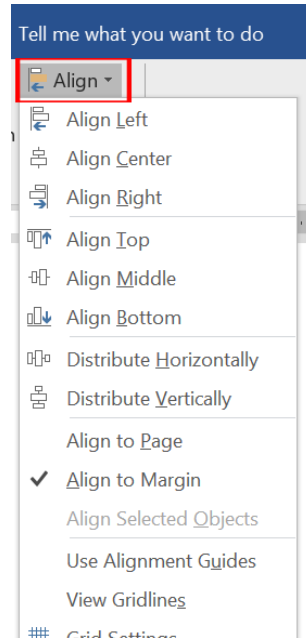 Tell me what you want to do
Align
Align Left
Align Center
Align Right
Align Top
Align Middle
Align Bottom
Distribute Horizontally
Distribute Vertically
Align to Page
Align to Margin
Align Selected Objects
Use Alignment Guides
View Gridlines
Grid Settings